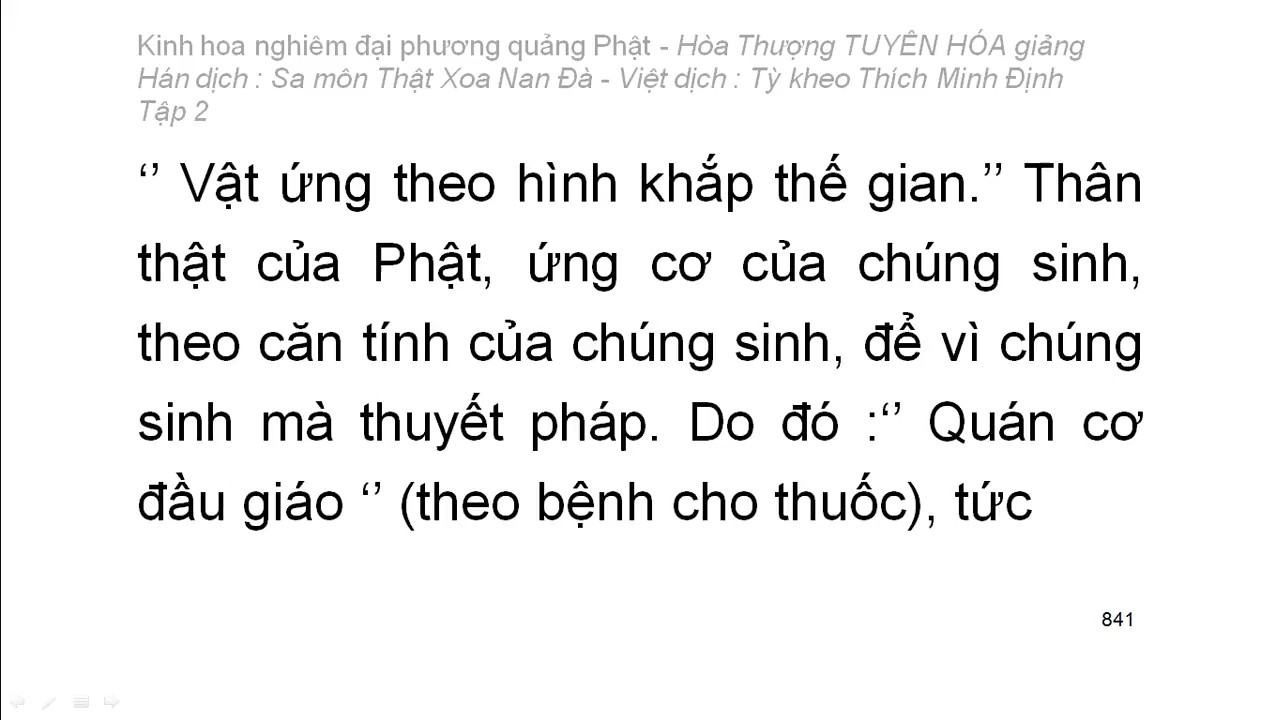 Kinh hoa nghiêm đại phương quảng Phật - Hòa Thượng TUYÊN HÓA giảng
Hán dịch : Sa môn Thật Xoa Nan Đà - Việt dịch : Tỳ kheo Thích Minh Định
Tập 2
‘’ Vật ứng theo hình khắp thế gian.’’ Thân
thật của Phật, ứng cơ của chúng sinh,
theo căn tính của chúng sinh, để vì chúng
sinh mà thuyết pháp. Do đó :‘’ Quán cơ
đầu giáo ‘’ (theo bệnh cho thuốc), tức
841